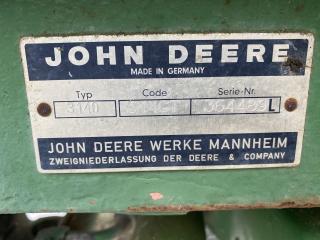 JOHN DEERE
MADE IN GERMANY
Typ Code Serie-Nr.
3140 L
JOHN DEERE WERKE MANNHEIM
ZWEIGNIEDERLASSUNG DER DEERE & COMPANY